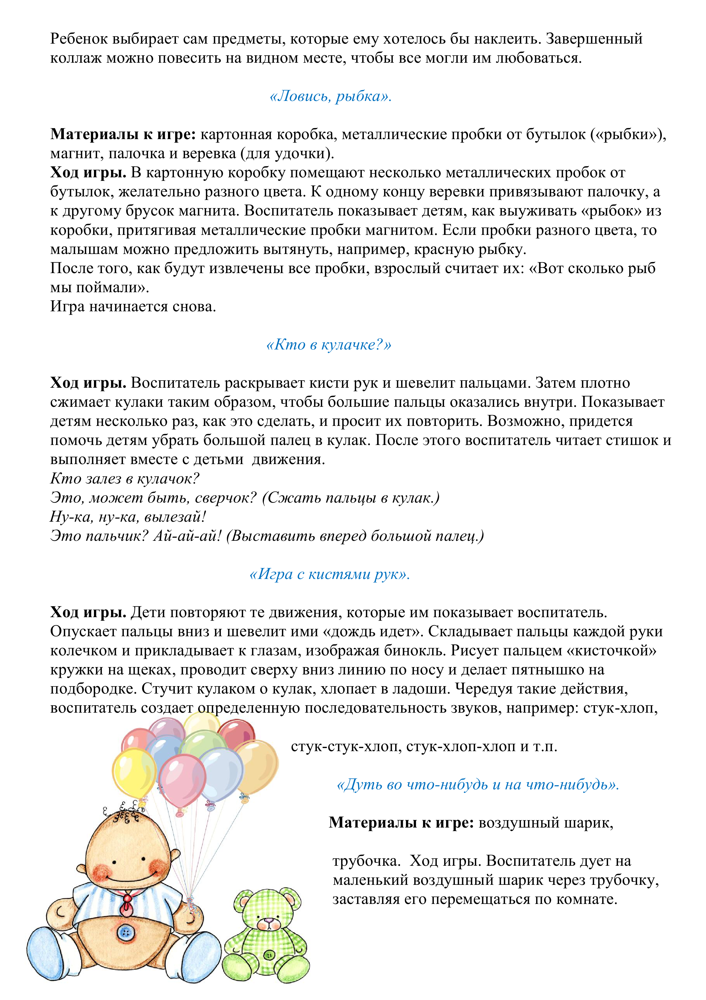 Ребенок выбирает сам предметы, которые ему хотелось бы наклеить. Завершенный
коллаж можно повесить на видном месте, чтобы все могли им любоваться.
«Ловись, рыбка».
Материалы к игре: картонная коробка, металлические пробки от бутылок («рыбки»),
магнит, палочка и веревка (для удочки).
Ход игры. В картонную коробку помещают несколько металлических пробок от
бутылок, желательно разного цвета. К одному концу веревки привязывают палочку, а
к другому брусок магнита. Воспитатель показывает детям, как выуживать «рыбок» из
коробки, притягивая металлические пробки магнитом. Если пробки разного цвета, то
малышам можно предложить вытянуть, например, красную рыбку.
После того, как будут извлечены все пробки, взрослый считает их: «Вот сколько рыб
мы поймали».
Игра начинается снова.
«Кто в кулачке?»
Ход игры. Воспитатель раскрывает кисти рук и шевелит пальцами. Затем плотно
сжимает кулаки таким образом, чтобы большие пальцы оказались внутри. Показывает
детям несколько раз, как это сделать, и просит их повторить. Возможно, придется
помочь детям убрать большой палец в кулак. После этого воспитатель читает стишок и
выполняет вместе с детьми  движения.
Кто залез в кулачок?
Это, может быть, сверчок? (Сжать пальцы в кулак.)
Ну-ка, ну-ка, вылезай!
Это пальчик? Ай-ай-ай! (Выставить вперед большой палец.)
«Игра с кистями рук».
Ход игры. Дети повторяют те движения, которые им показывает воспитатель.
Опускает пальцы вниз и шевелит ими «дождь идет». Складывает пальцы каждой руки
колечком и прикладывает к глазам, изображая бинокль. Рисует пальцем «кисточкой»
кружки на щеках, проводит сверху вниз линию по носу и делает пятнышко на
подбородке. Стучит кулаком о кулак, хлопает в ладоши. Чередуя такие действия,
воспитатель создает определенную последовательность звуков, например: стук-хлоп,
стук-стук-хлоп, стук-хлоп-хлоп и т.п.
«Дуть во что-нибудь и на что-нибудь».
Материалы к игре: воздушный шарик,
трубочка.  Ход игры. Воспитатель дует на
маленький воздушный шарик через трубочку,
заставляя его перемещаться по комнате.